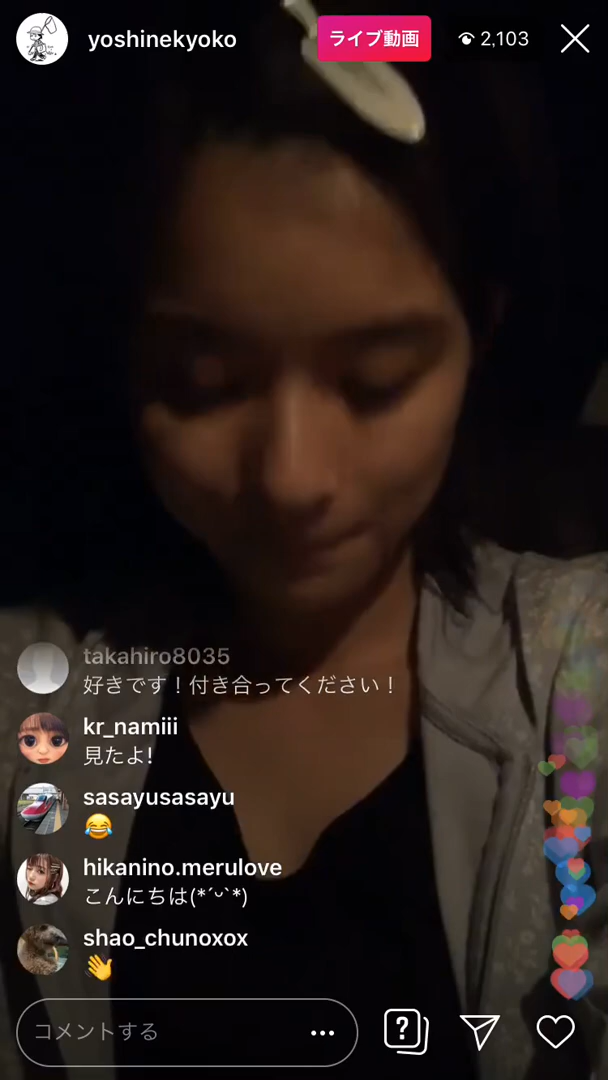 yoshinekyoko
ライブ動画
2,103
takahiro8035
好きです！付き合ってください！
kr_namiii
見たよ!
sasayusasayu
😂
hikanino.merulove
こんにちは(*ˊᵕˋ*)
shao_chunoxox
👋
コメントする
?